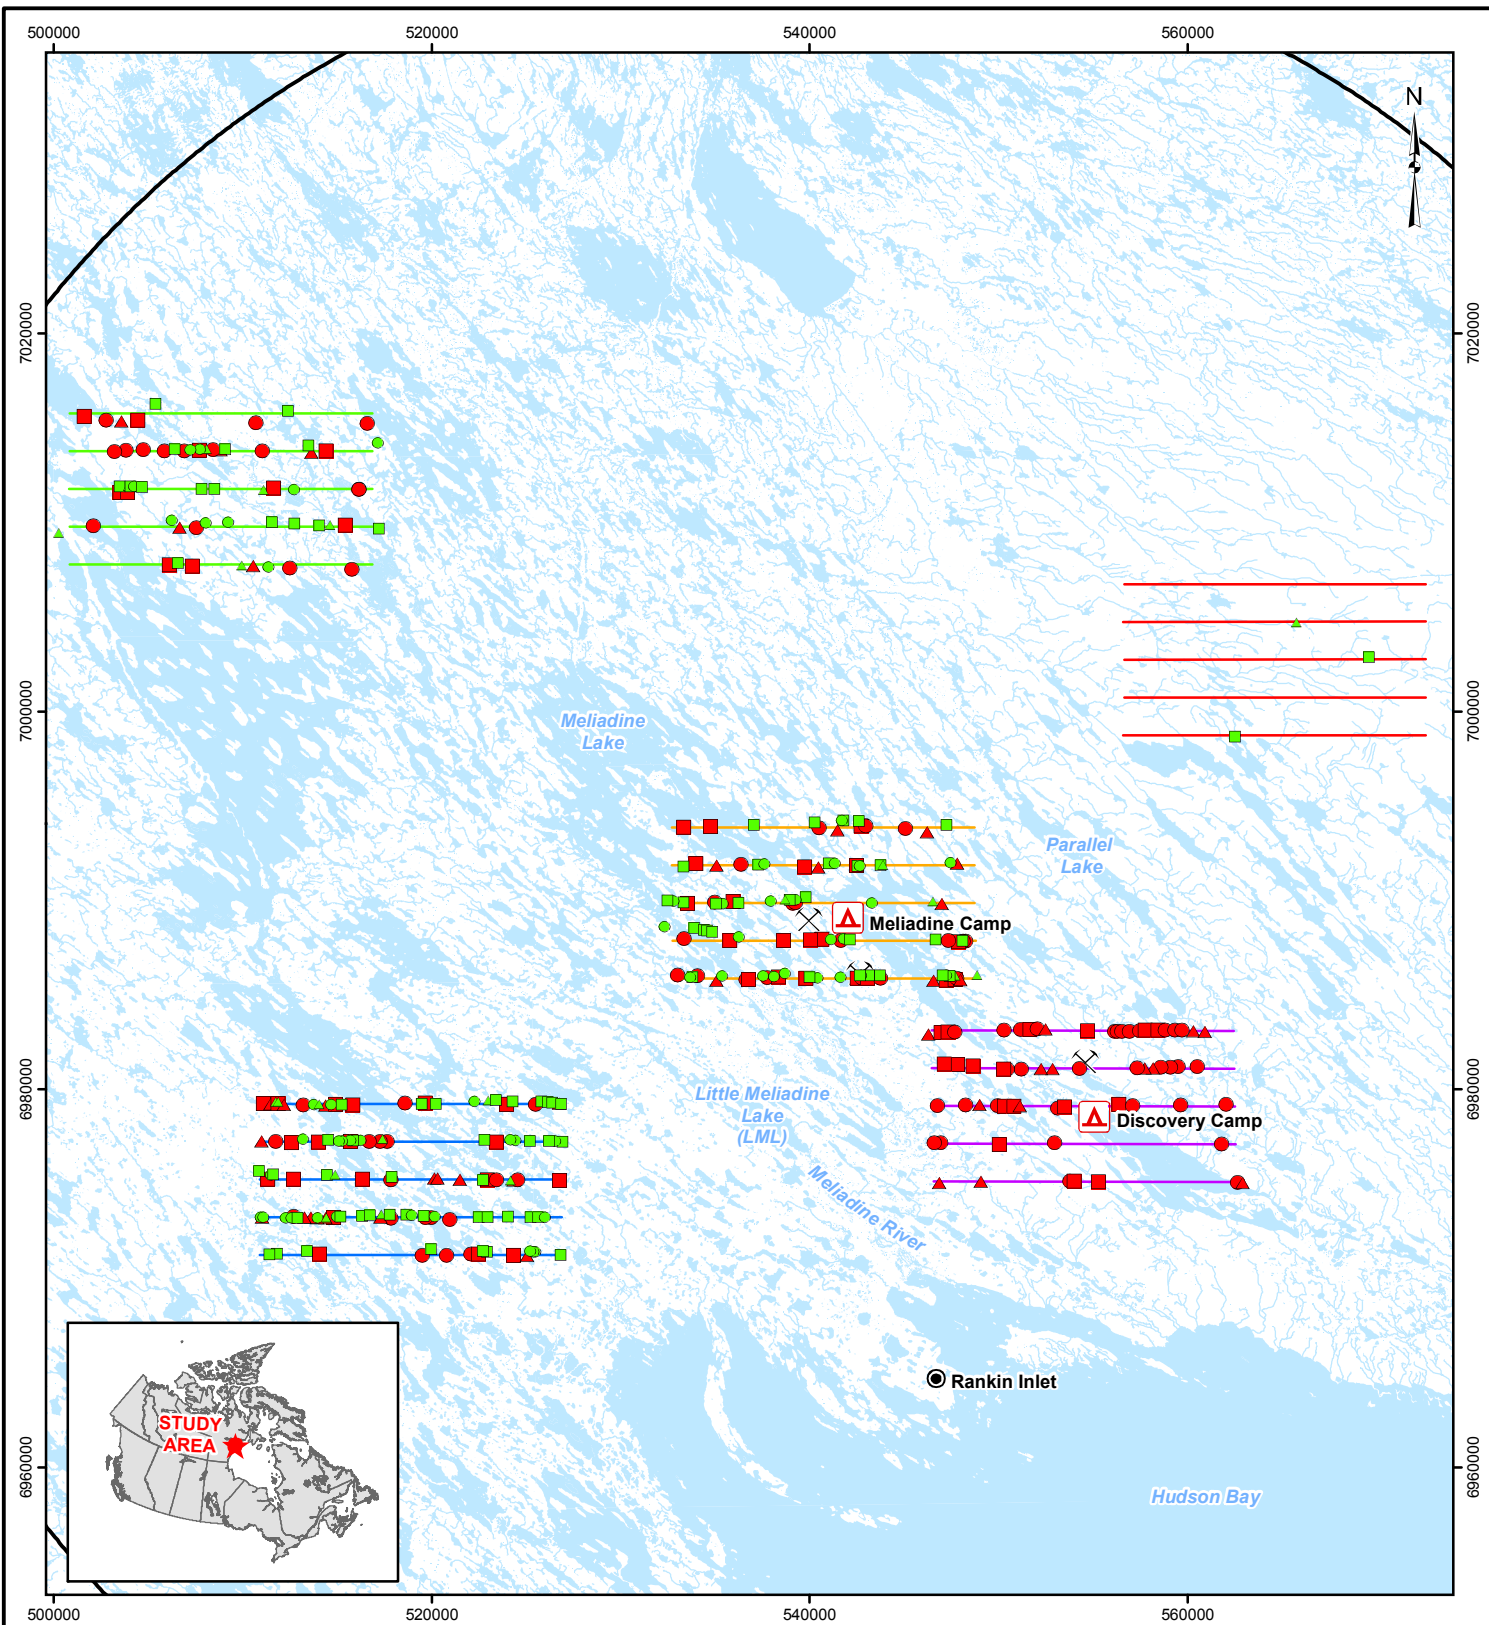 500000
520000
540000
560000
N
7020000
7020000
7000000
7000000
Meliadine
Lake
Parallel
Lake
Meliadine Camp
6980000
6980000
Little Meliadine
Lake
(LML)
Discovery Camp
Meliadine River
Rankin Inlet
STUDY
AREA
6960000
6960000
Hudson Bay
500000
520000
540000
560000